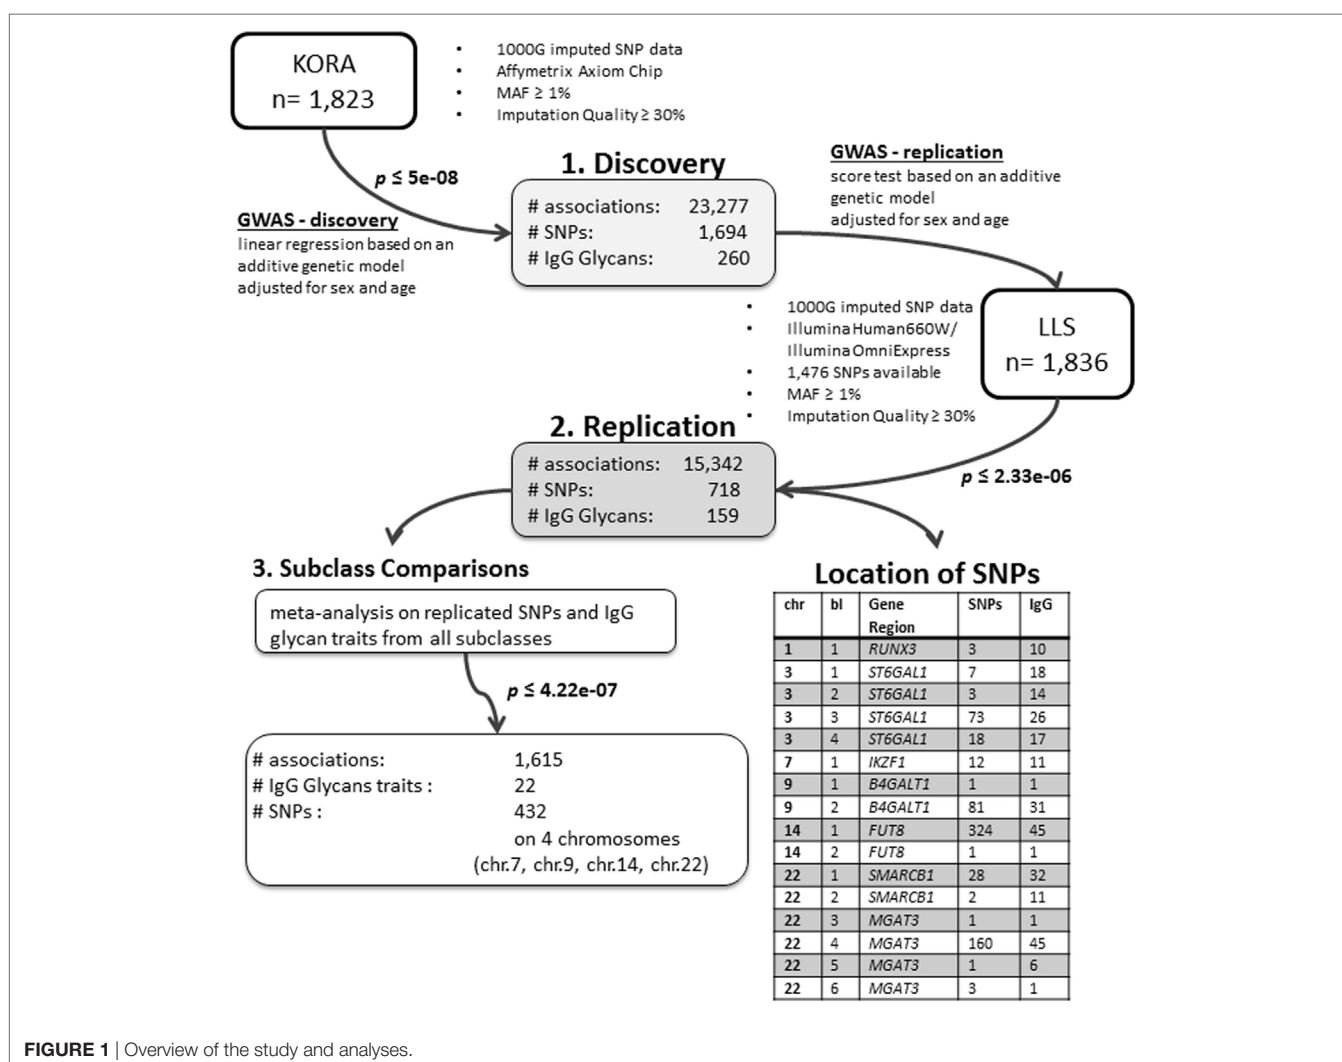 KORA
n= 1,823
• 1000G imputed SNP data
• Affymetrix Axiom Chip
• MAF ≥ 1%
• Imputation Quality ≥ 30%
p ≤ 5e-08
GWAS - discovery
linear regression based on an
additive genetic model
adjusted for sex and age
1. Discovery
# associations: 23,277
# SNPs: 1,694
# IgG Glycans: 260
GWAS - replication
score test based on an additive
genetic model
adjusted for sex and age
• 1000G imputed SNP data
• Illumina Human660W/
Illumina OmniExpress
• 1,476 SNPs available
• MAF ≥ 1%
• Imputation Quality ≥ 30%
LLS
n= 1,836
p ≤ 2.33e-06
2. Replication
# associations: 15,342
# SNPs: 718
# IgG Glycans: 159
3. Subclass Comparisons
meta-analysis on replicated SNPs and IgG
glycan traits from all subclasses
p ≤ 4.22e-07
# associations: 1,615
# IgG Glycans traits : 22
# SNPs : 432
on 4 chromosomes
(chr.7, chr.9, chr.14, chr.22)
Location of SNPs
chr bl Gene Region SNPs IgG
1 1 RUNX3 3 10
3 1 ST6GAL1 7 18
3 2 ST6GAL1 3 14
3 3 ST6GAL1 73 26
3 4 ST6GAL1 18 17
7 1 IKZF1 12 11
9 1 B4GALT1 1 1
9 2 B4GALT1 81 31
14 1 FUT8 324 45
14 2 FUT8 1 1
22 1 SMARCB1 28 32
22 2 SMARCB1 2 11
22 3 MGAT3 1 1
22 4 MGAT3 160 45
22 5 MGAT3 1 6
22 6 MGAT3 3 1
FIGURE 1 | Overview of the study and analyses.